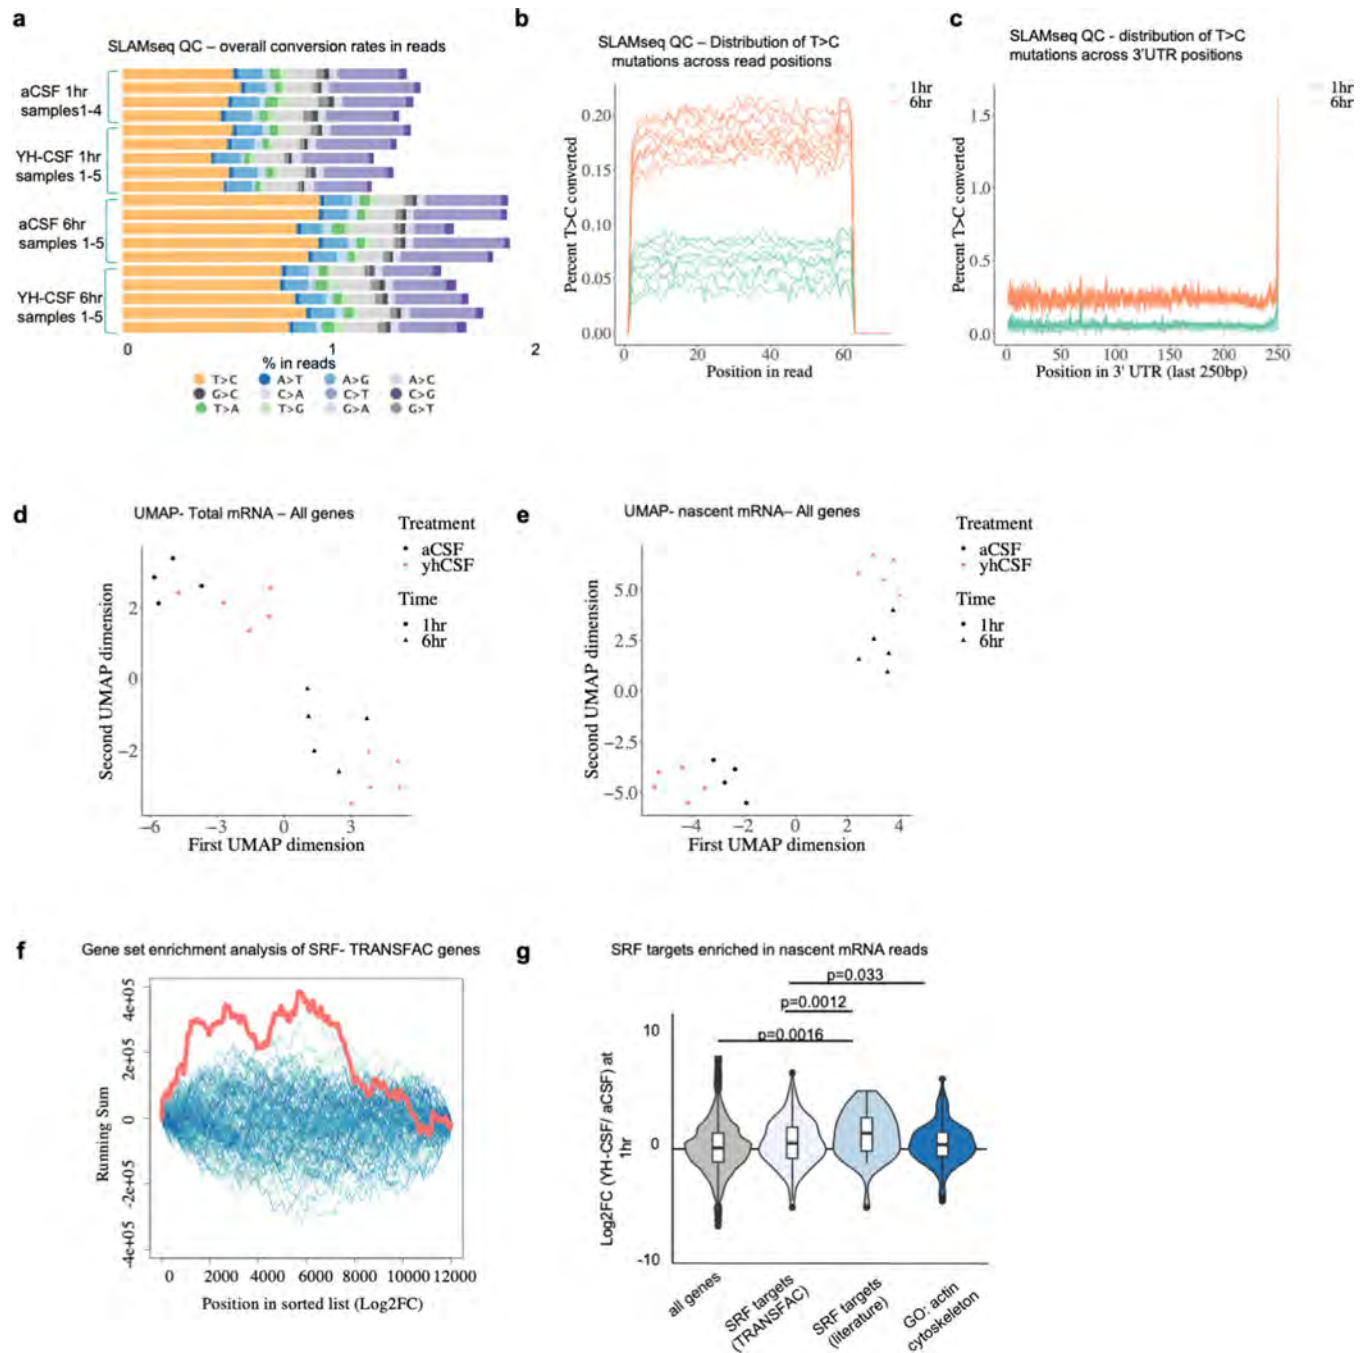 a
SLAMseq QC – overall conversion rates in reads
aCSF 1hr
samples1-4
YH-CSF 1hr
samples 1-5
aCSF 6hr
samples 1-5
YH-CSF 6hr
samples 1-5
0 1 2
% in reads
T>C A>T A>G A>C
G>C C>A C>T C>G
T>A T>G G>A G>T
b
SLAMseq QC – Distribution of T>C
mutations across read positions
1hr
6hr
Percent T>C converted
0.20
0.15
0.10
0.05
0.00
0 20 40 60
Position in read
c
SLAMseq QC - distribution of T>C
mutations across 3'UTR positions
1hr
6hr
Percent T>C converted
1.5
1.0
0.5
0.0
0 50 100 150 200 250
Position in 3' UTR (last 250bp)
d
UMAP- Total mRNA – All genes
Treatment
aCSF
yhCSF
Time
1hr
6hr
Second UMAP dimension
2
0
−2
−6 −3 0 3
First UMAP dimension
e
UMAP- nascent mRNA– All genes
Treatment
aCSF
yhCSF
Time
1hr
6hr
Second UMAP dimension
5.0
2.5
0.0
−2.5
−5.0
−4 −2 0 2 4
First UMAP dimension
f
Gene set enrichment analysis of SRF- TRANSFAC genes
Running Sum
4e+05
2e+05
0
-2e+05
-4e+05
0 2000 4000 6000 8000 10000 12000
Position in sorted list (Log2FC)
g
SRF targets enriched in nascent mRNA reads
p=0.033
p=0.0012
p=0.0016
Log2FC (YH-CSF/ aCSF) at
1hr
10
0
-10
all genes
SRF targets
(TRANSFAC)
SRF targets
(literature)
GO: actin
cytoskeleton